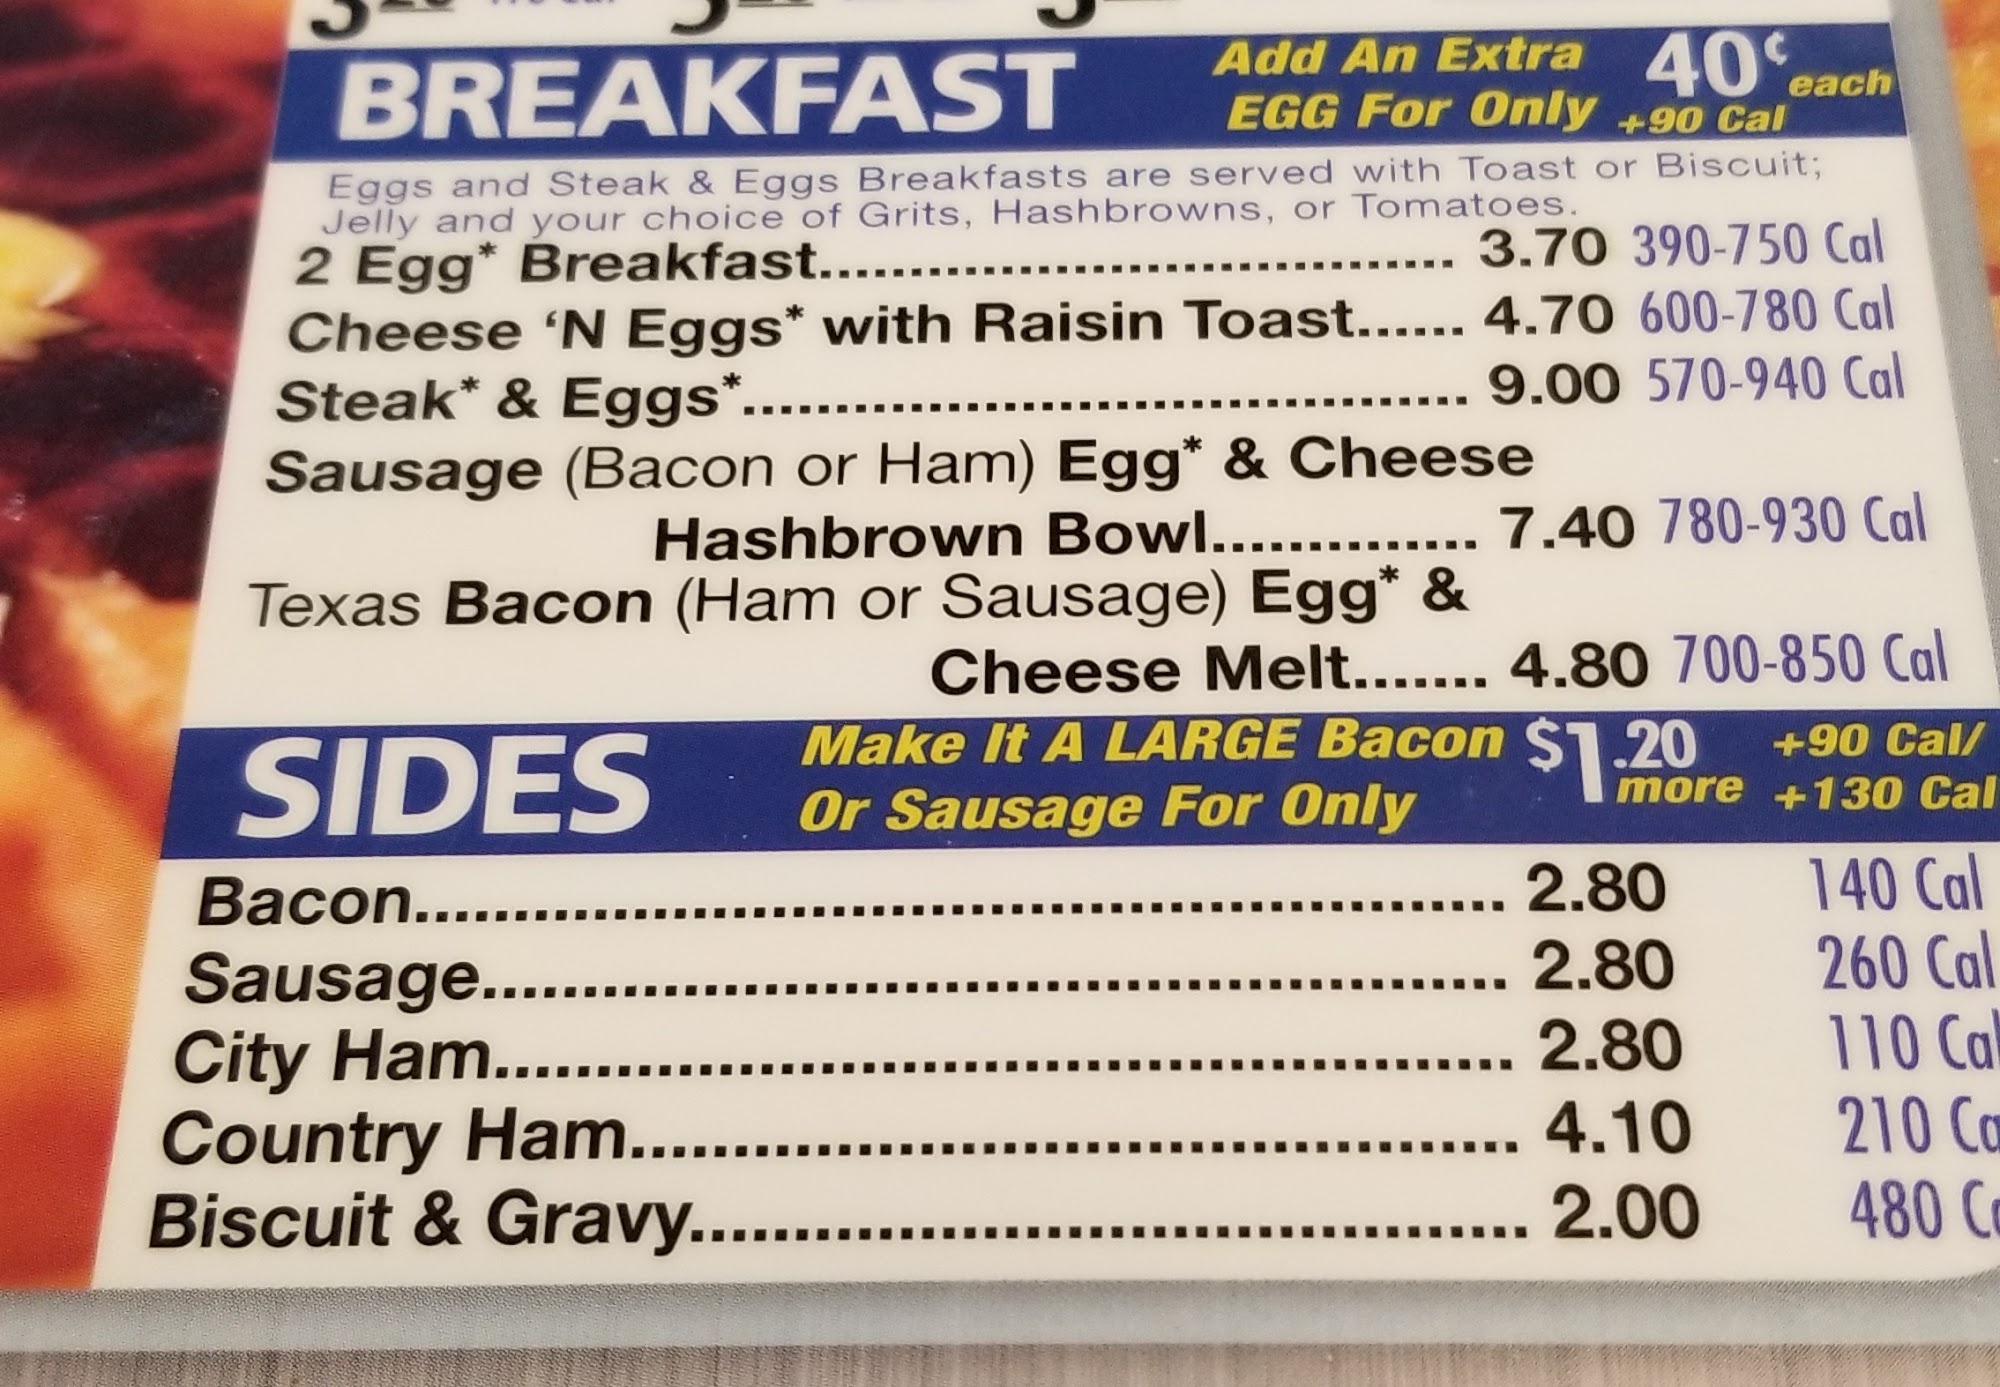 BREAKFAST Add An Extra EGG For Only 40¢ each +90 Cal
Eggs and Steak & Eggs Breakfasts are served with Toast or Biscuit;
Jelly and your choice of Grits, Hashbrowns, or Tomatoes.
2 Egg* Breakfast................................... 3.70 390-750 Cal
Cheese ‘N Eggs* with Raisin Toast...... 4.70 600-780 Cal
Steak* & Eggs*........................................ 9.00 570-940 Cal
Sausage (Bacon or Ham) Egg* & Cheese
Hashbrown Bowl.............. 7.40 780-930 Cal
Texas Bacon (Ham or Sausage) Egg* &
Cheese Melt....... 4.80 700-850 Cal
SIDES Make It A LARGE Bacon Or Sausage For Only $1.20 more +90 Cal/ +130 Cal
Bacon........................................................ 2.80 140 Cal
Sausage.................................................... 2.80 260 Cal
City Ham................................................... 2.80 110 Cal
Country Ham............................................ 4.10 210 Ca
Biscuit & Gravy......................................... 2.00 480